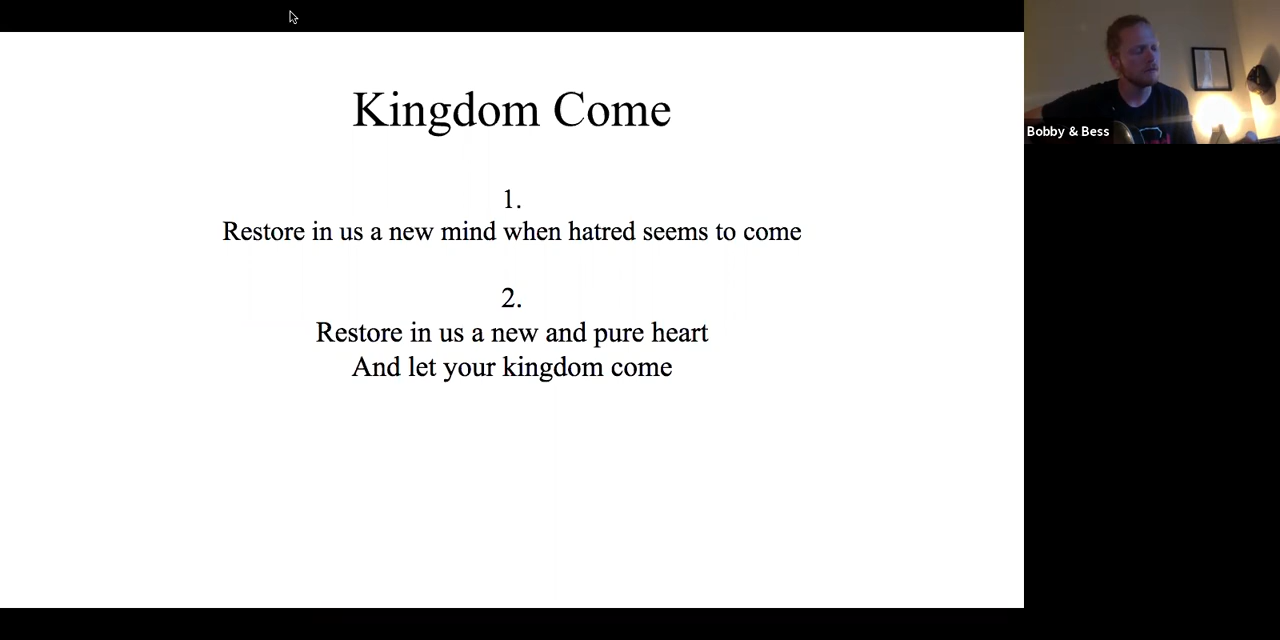 Kingdom Come
1.
Restore in us a new mind when hatred seems to come
2.
Restore in us a new and pure heart
And let your kingdom come
Bobby & Bess